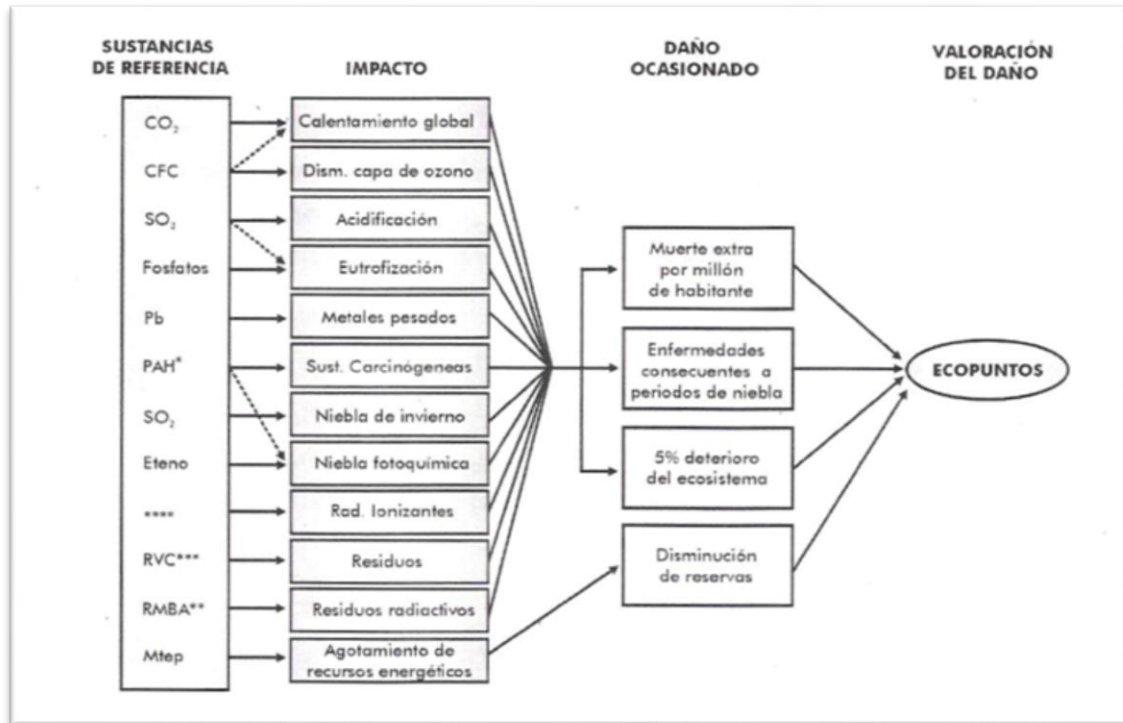 SUSTANCIAS
DE REFERENCIA
IMPACTO
DAÑO
OCASIONADO
VALORACIÓN
DEL DAÑO
CO₂
CFC
SO₂
Fosfatos
Pb
PAH*
SO₂
Eteno
****
RVC***
RMBA**
Mtep
Calentamiento global
Dism. capa de ozono
Acidificación
Eutrofización
Metales pesados
Sust. Carcinógeneas
Niebla de invierno
Niebla fotoquímica
Rad. Ionizantes
Residuos
Residuos radiactivos
Agotamiento de
recursos energéticos
Muerte extra
por millón
de habitante
Enfermedades
consecuentes a
periodos de niebla
5% deterioro
del ecosistema
Disminución
de reservas
ECOPUNTOS